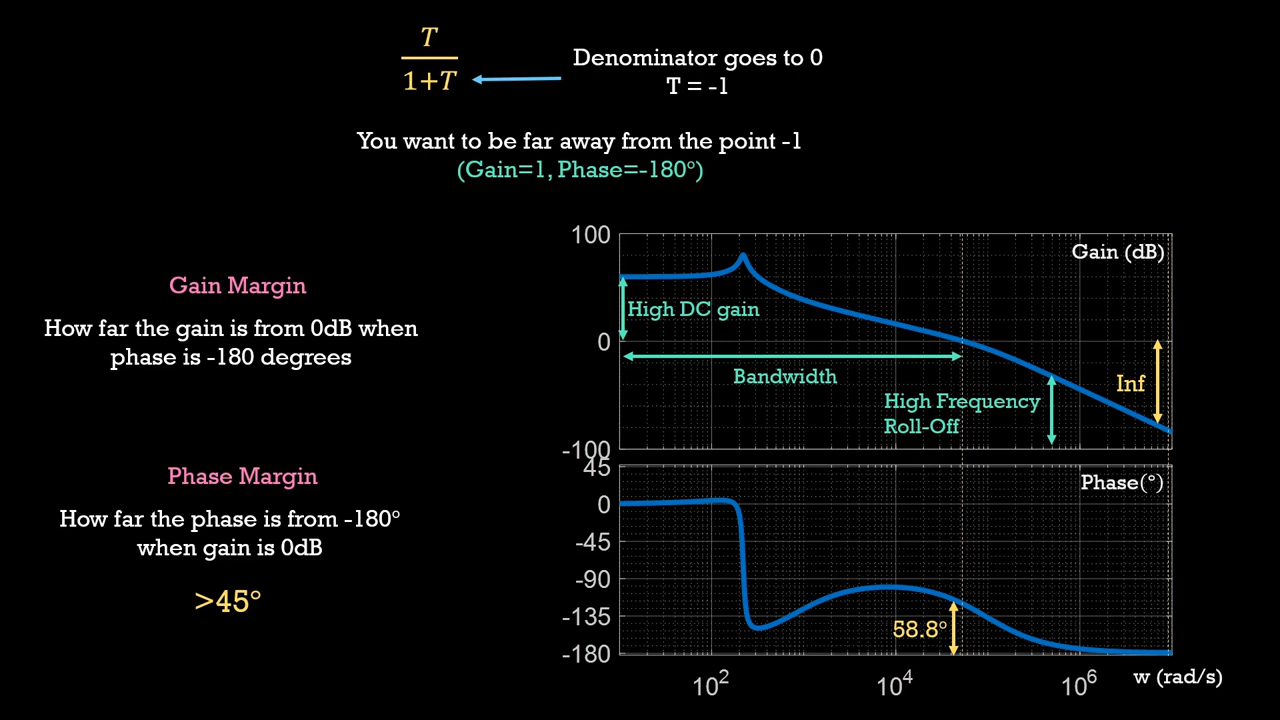 T
1+T
Denominator goes to 0
T = -1
You want to be far away from the point -1
(Gain=1, Phase=-180°)
Gain Margin
How far the gain is from 0dB when
phase is -180 degrees
Phase Margin
How far the phase is from -180°
when gain is 0dB
>45°
100
Gain (dB)
High DC gain
0
Bandwidth
Inf
High Frequency
Roll-Off
-100
45
Phase(°)
0
-45
-90
-135
58.8°
-180
10²
10⁴
10⁶
w (rad/s)